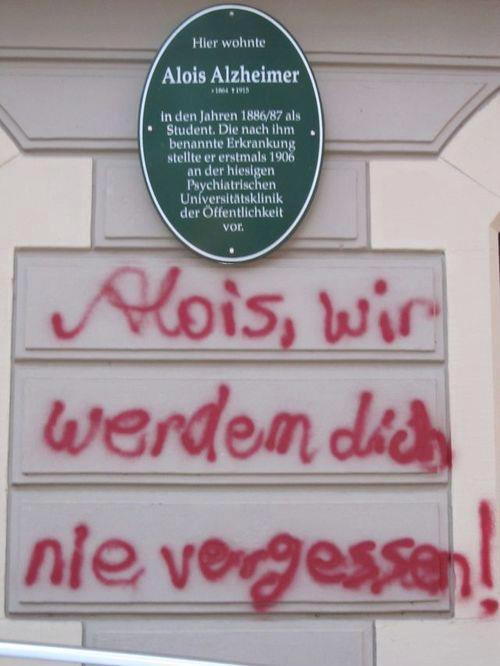 Hier wohnte
Alois Alzheimer
*1864 †1915
in den Jahren 1886/87 als
Student. Die nach ihm
benannte Erkrankung
stellte er erstmals 1906
an der hiesigen
Psychiatrischen
Universitätsklinik
der Öffentlichkeit
vor.
Alois, wir
werden dich
nie vergessen!